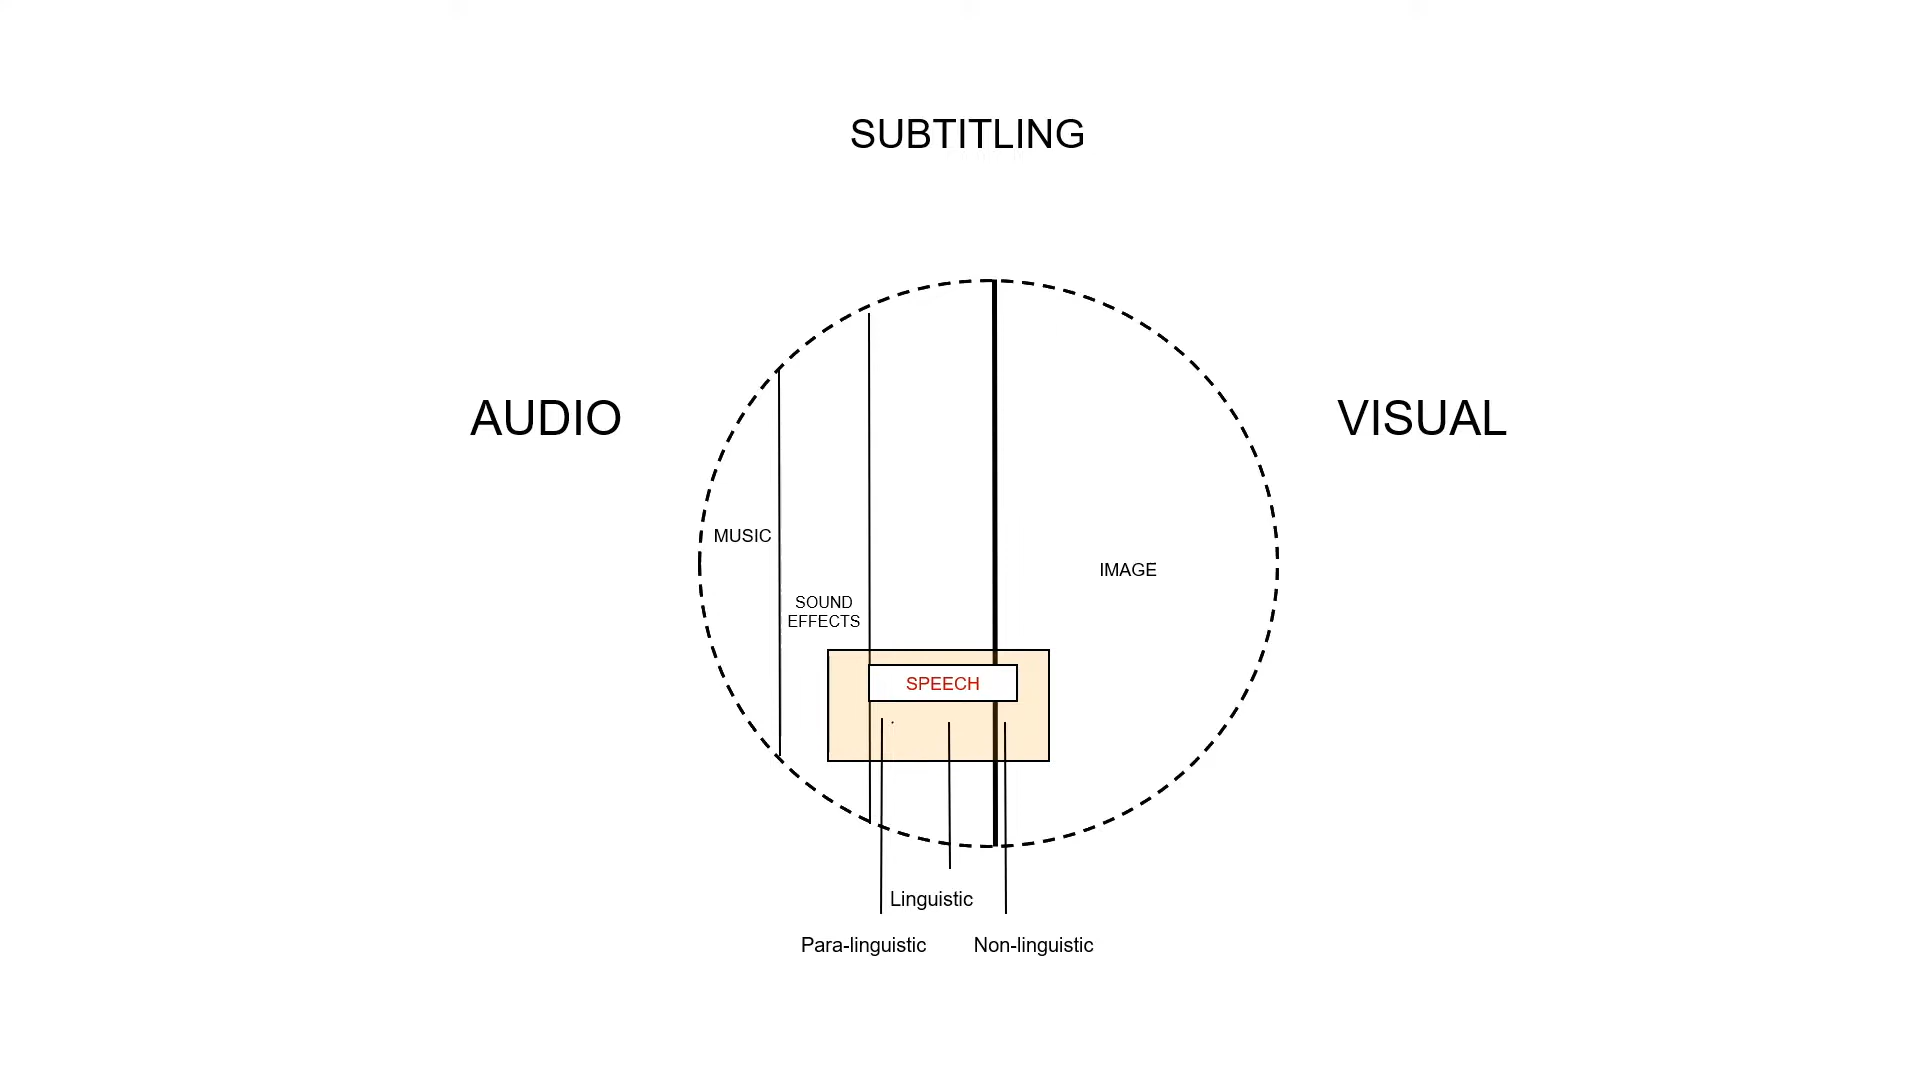 SUBTITLING
AUDIO
VISUAL
MUSIC
IMAGE
SOUND
EFFECTS
SPEECH
Linguistic
Para-linguistic
Non-linguistic